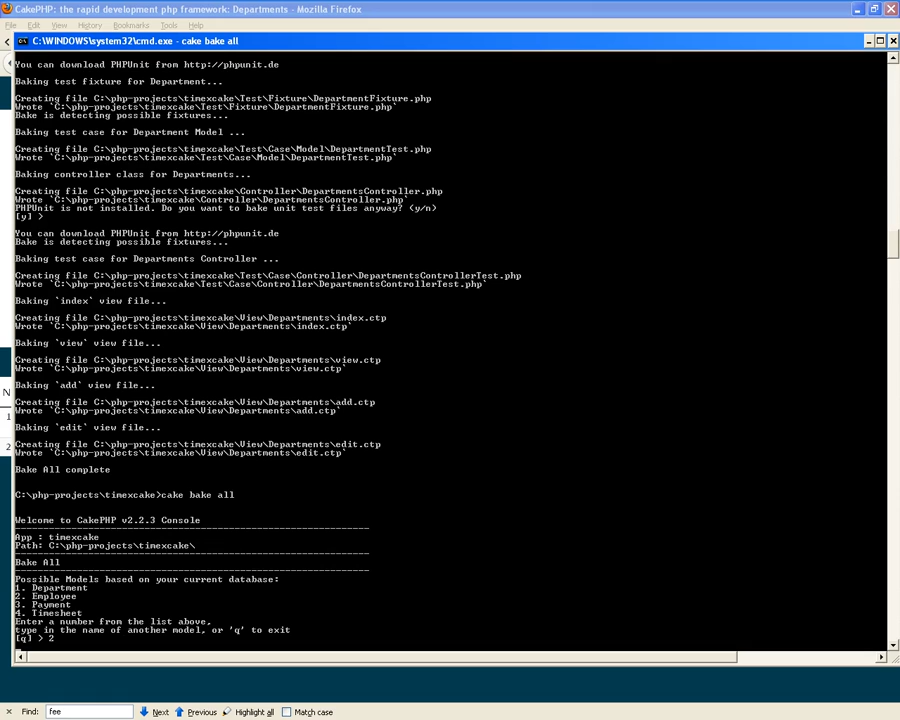 CakePHP: the rapid development php framework: Departments - Mozilla Firefox
File Edit View History Bookmarks Tools Help
C:\WINDOWS\system32\cmd.exe - cake bake all
You can download PHPUnit from http://phpunit.de
Baking test fixture for Department...
Creating file C:\php-projects\timexcake\Test\Fixture\DepartmentFixture.php
Wrote `C:\php-projects\timexcake\Test\Fixture\DepartmentFixture.php`
Bake is detecting possible fixtures...
Baking test case for Department Model ...
Creating file C:\php-projects\timexcake\Test\Case\Model\DepartmentTest.php
Wrote `C:\php-projects\timexcake\Test\Case\Model\DepartmentTest.php`
Baking controller class for Departments...
Creating file C:\php-projects\timexcake\Controller\DepartmentsController.php
Wrote `C:\php-projects\timexcake\Controller\DepartmentsController.php`
PHPUnit is not installed. Do you want to bake unit test files anyway? (y/n)
[y] >
You can download PHPUnit from http://phpunit.de
Bake is detecting possible fixtures...
Baking test case for Departments Controller ...
Creating file C:\php-projects\timexcake\Test\Case\Controller\DepartmentsControllerTest.php
Wrote `C:\php-projects\timexcake\Test\Case\Controller\DepartmentsControllerTest.php`
Baking `index` view file...
Creating file C:\php-projects\timexcake\View\Departments\index.ctp
Wrote `C:\php-projects\timexcake\View\Departments\index.ctp`
Baking `view` view file...
Creating file C:\php-projects\timexcake\View\Departments\view.ctp
Wrote `C:\php-projects\timexcake\View\Departments\view.ctp`
Baking `add` view file...
Creating file C:\php-projects\timexcake\View\Departments\add.ctp
Wrote `C:\php-projects\timexcake\View\Departments\add.ctp`
Baking `edit` view file...
Creating file C:\php-projects\timexcake\View\Departments\edit.ctp
Wrote `C:\php-projects\timexcake\View\Departments\edit.ctp`
Bake All complete
C:\php-projects\timexcake>cake bake all
Welcome to CakePHP v2.2.3 Console
---------------------------------------------------------------
App : timexcake
Path: C:\php-projects\timexcake\
---------------------------------------------------------------
Bake All
---------------------------------------------------------------
Possible Models based on your current database:
1. Department
2. Employee
3. Payment
4. Timesheet
Enter a number from the list above,
type in the name of another model, or 'q' to exit
[q] > 2
N
1
2
Find: fee Next Previous Highlight all Match case